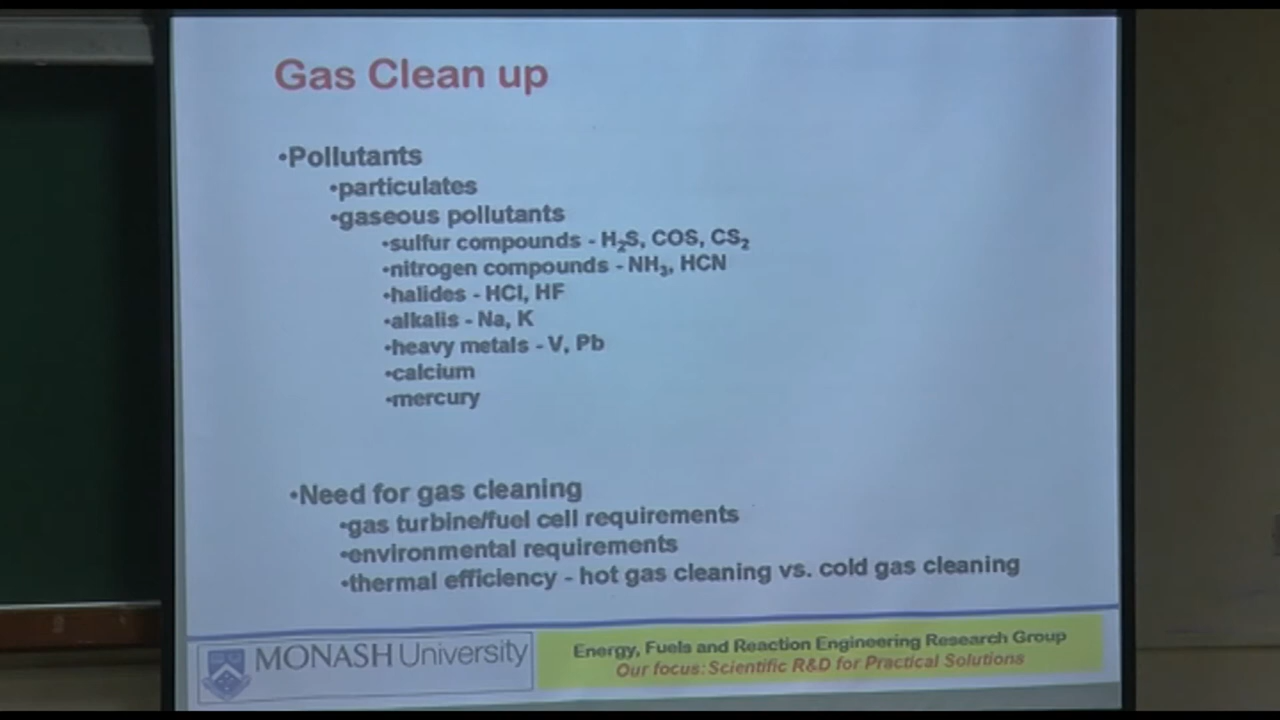 Gas Clean up
•Pollutants
•particulates
•gaseous pollutants
•sulfur compounds - H₂S, COS, CS₂
•nitrogen compounds - NH₃, HCN
•halides - HCl, HF
•alkalis - Na, K
•heavy metals - V, Pb
•calcium
•mercury
•Need for gas cleaning
•gas turbine/fuel cell requirements
•environmental requirements
•thermal efficiency - hot gas cleaning vs. cold gas cleaning
MONASH University
Energy, Fuels and Reaction Engineering Research Group
Our focus: Scientific R&D for Practical Solutions